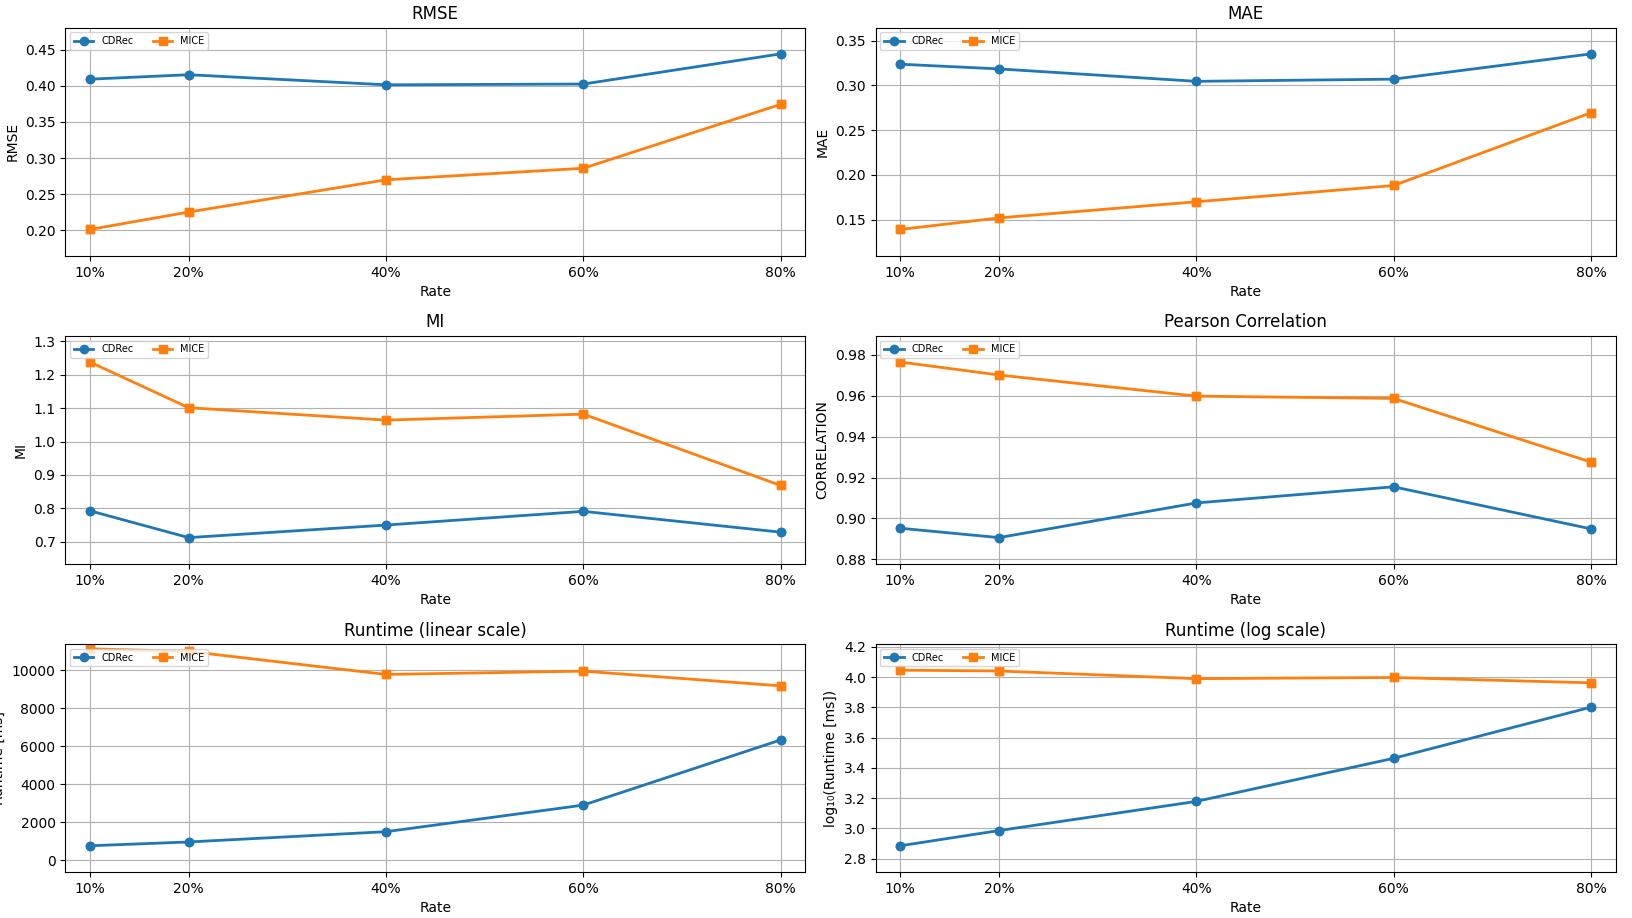 RMSE
CDRec MICE
0.45
0.40
0.35
0.30
0.25
0.20
RMSE
10% 20% 40% 60% 80%
Rate
MAE
CDRec MICE
0.35
0.30
0.25
0.20
0.15
MAE
10% 20% 40% 60% 80%
Rate
MI
CDRec MICE
1.3
1.2
1.1
1.0
0.9
0.8
0.7
MI
10% 20% 40% 60% 80%
Rate
Pearson Correlation
CDRec MICE
0.98
0.96
0.94
0.92
0.90
0.88
CORRELATION
10% 20% 40% 60% 80%
Rate
Runtime (linear scale)
CDRec MICE
10000
8000
6000
4000
2000
0
10% 20% 40% 60% 80%
Rate
Runtime (log scale)
CDRec MICE
4.2
4.0
3.8
3.6
3.4
3.2
3.0
2.8
log₁₀(Runtime [ms])
10% 20% 40% 60% 80%
Rate